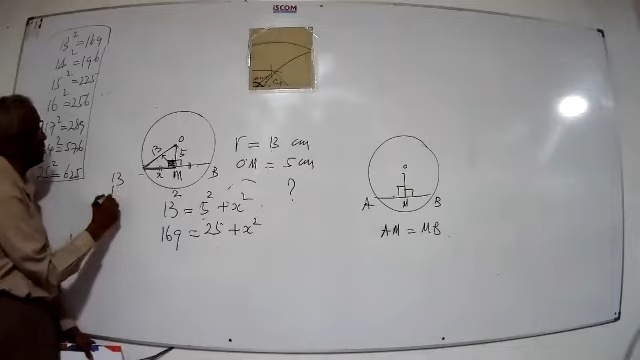 iSCOM
13² = 169
14² = 196
15² = 225
16² = 256
17² = 289
4² = 576
25² = 625
13
O
13
5
x
M
B
r = 13 cm
OM = 5 cm
?
13² = 5² + x²
169 = 25 + x²
O
A
M
B
AM = MB